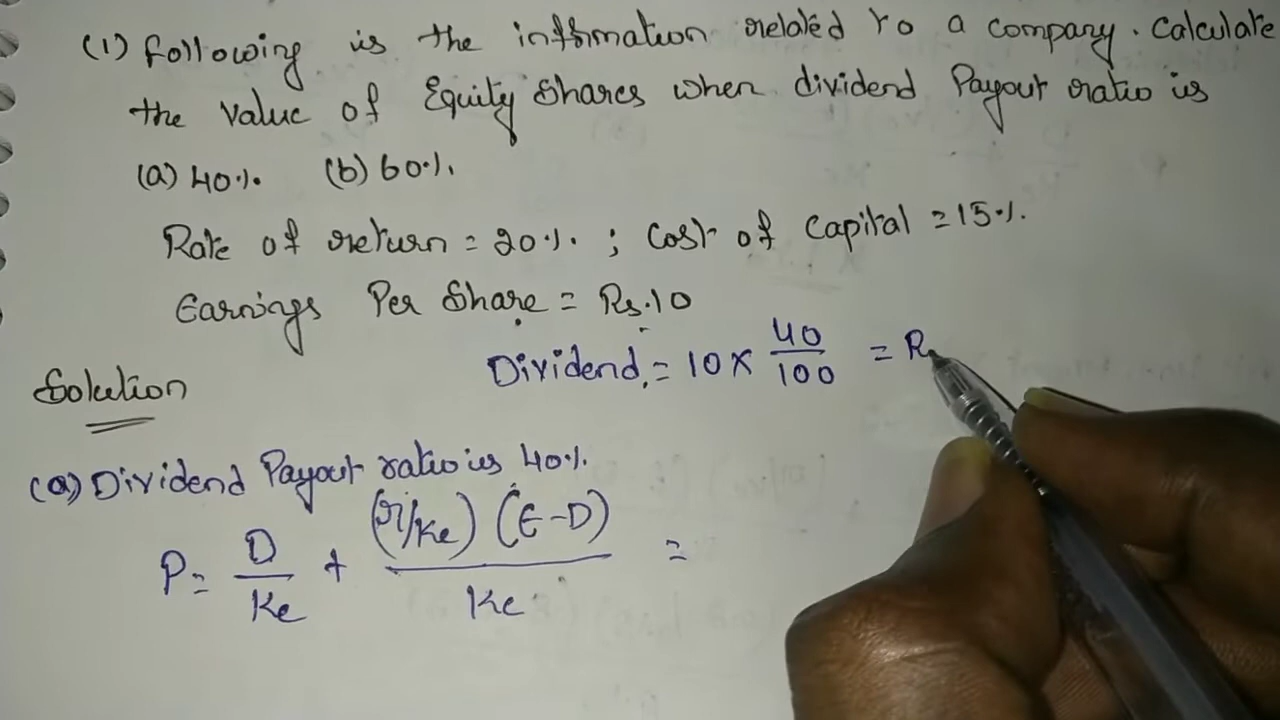 (1) Following is the information related to a company. Calculate
the value of Equity Shares when dividend Payout ratio is
(a) 40%. (b) 60%.
Rate of return = 20%. ; Cost of Capital = 15%.
Earnings Per Share = Rs.10
Dividend = 10 × 40/100 = R
Solution
(a) Dividend Payout ratio is 40%.
P = D/Ke + (r/Ke) (E-D)/Ke =